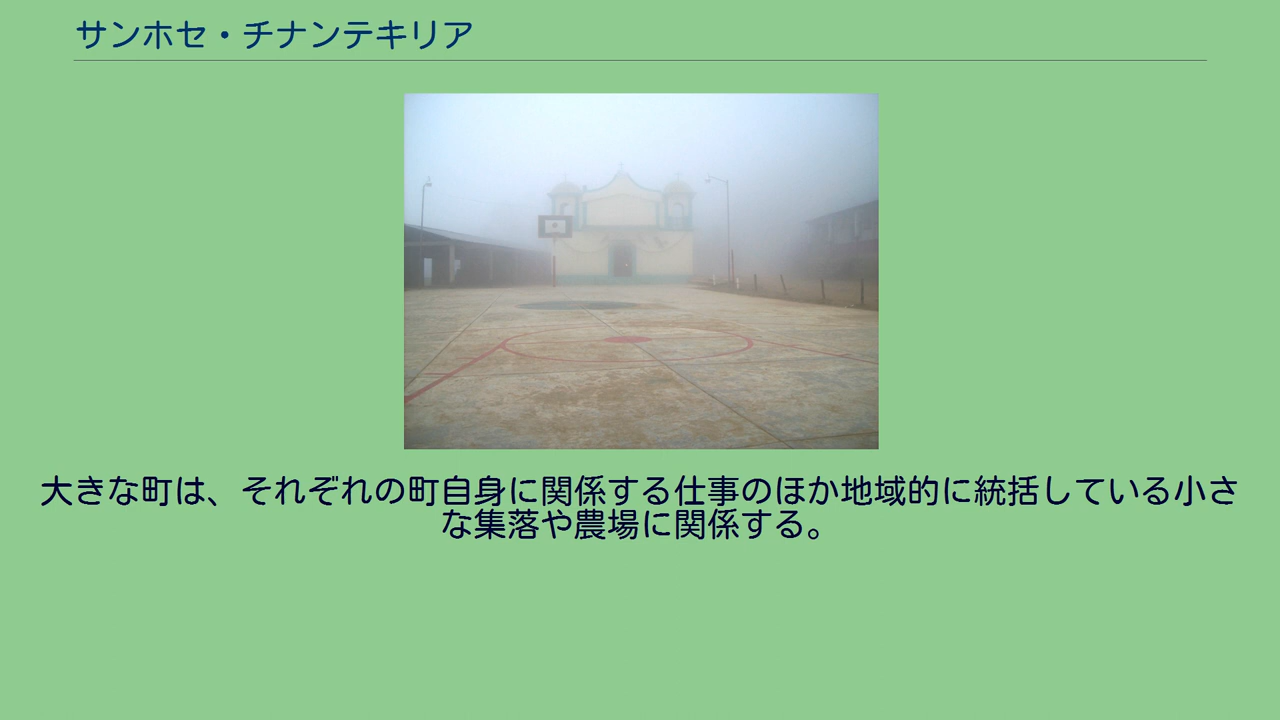 サンホセ・チナンテキリア
大きな町は、それぞれの町自身に関係する仕事のほか地域的に統括している小さ
な集落や農場に関係する。